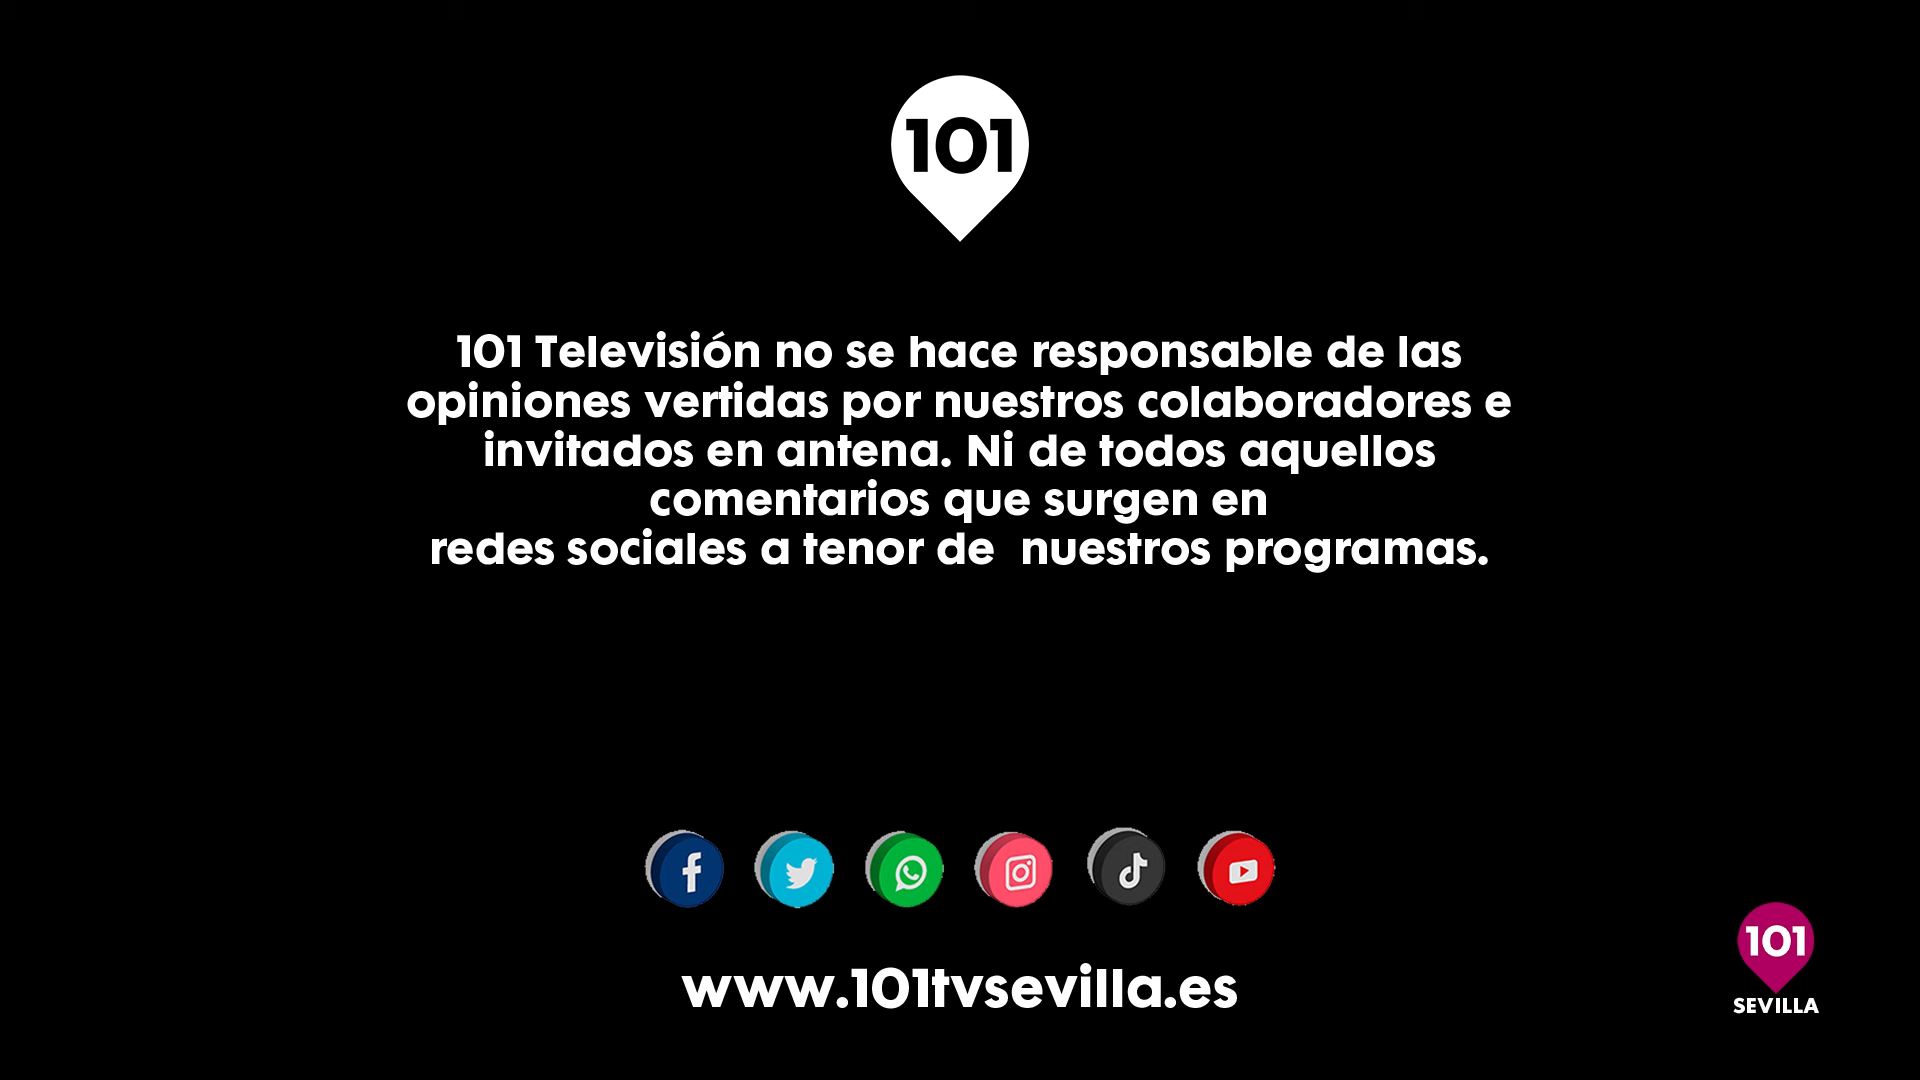 101
101 Televisión no se hace responsable de las
opiniones vertidas por nuestros colaboradores e
invitados en antena. Ni de todos aquellos
comentarios que surgen en
redes sociales a tenor de  nuestros programas.
www.101tvsevilla.es
101
SEVILLA